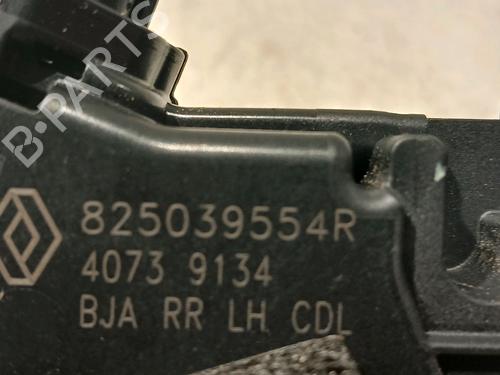 B-PARTS
825039554R
4073 9134
BJA RR LH CDL